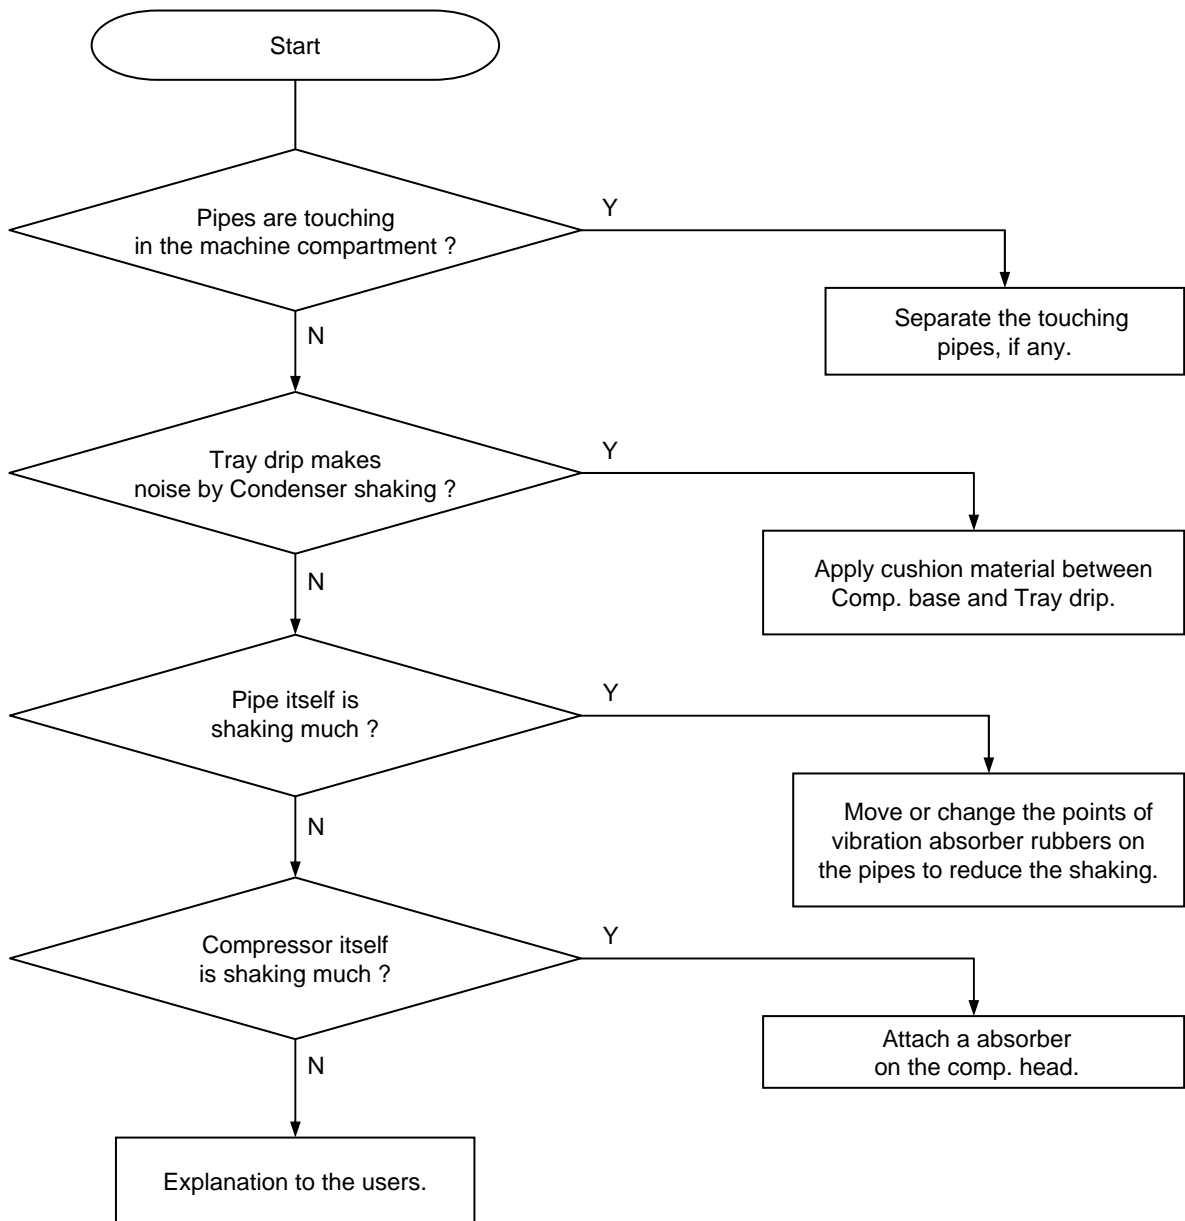 Start
Pipes are touching
in the machine compartment ?
Y
Separate the touching
pipes, if any.
N
Tray drip makes
noise by Condenser shaking ?
Y
Apply cushion material between
Comp. base and Tray drip.
N
Pipe itself is
shaking much ?
Y
Move or change the points of
vibration absorber rubbers on
the pipes to reduce the shaking.
N
Compressor itself
is shaking much ?
Y
Attach a absorber
on the comp. head.
N
Explanation to the users.